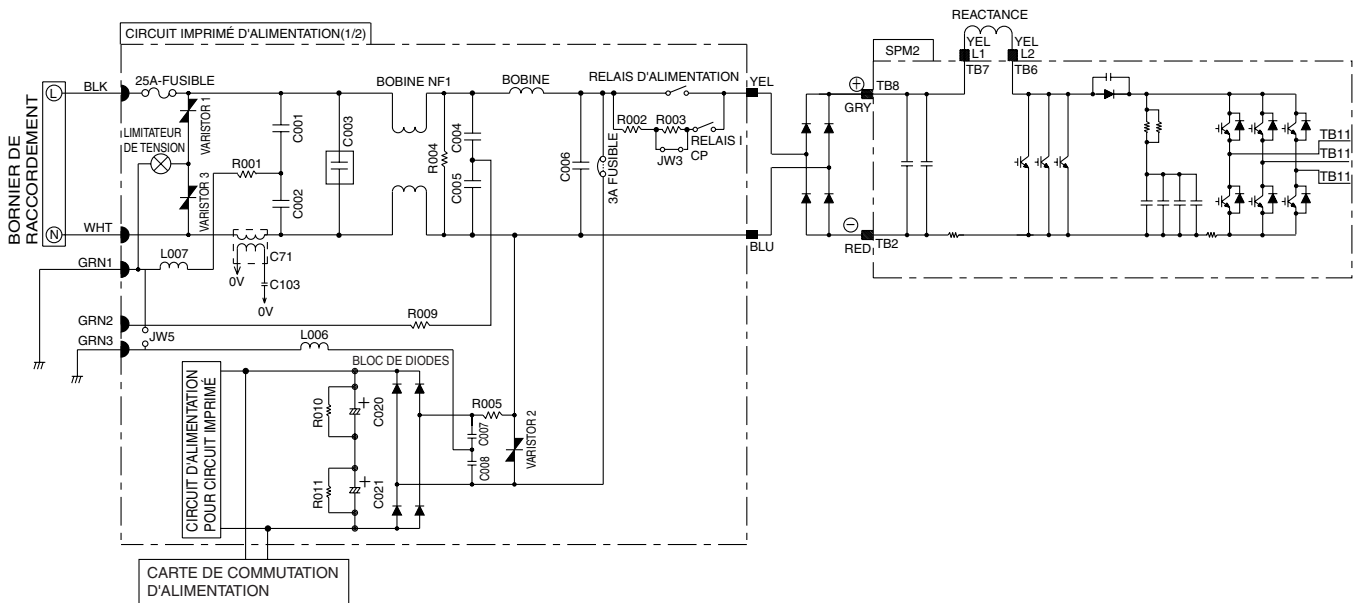 REACTANCE
CIRCUIT IMPRIMÉ D'ALIMENTATION(1/2)
SPM2
YEL
L1
YEL
L2
TB7
TB6
BORNIER DE
RACCORDEMENT
L
BLK
25A-FUSIBLE
BOBINE NF1
BOBINE
RELAIS D'ALIMENTATION
YEL
+
GRY
TB8
VARISTOR 1
LIMITATEUR
DE TENSION
C001
C003
R004
C004
R002
R003
RELAIS I
CP
JW3
R001
C002
C005
C006
3A FUSIBLE
VARISTOR 3
TB11
TB11
TB11
N
WHT
BLU
−
RED
TB2
C71
0V
C103
0V
GRN1
L007
GRN2
R009
JW5
GRN3
L006
BLOC DE DIODES
CIRCUIT D'ALIMENTATION
POUR CIRCUIT IMPRIMÉ
R010
+
C020
R005
C007
C008
VARISTOR 2
R011
+
C021
CARTE DE COMMUTATION
D'ALIMENTATION